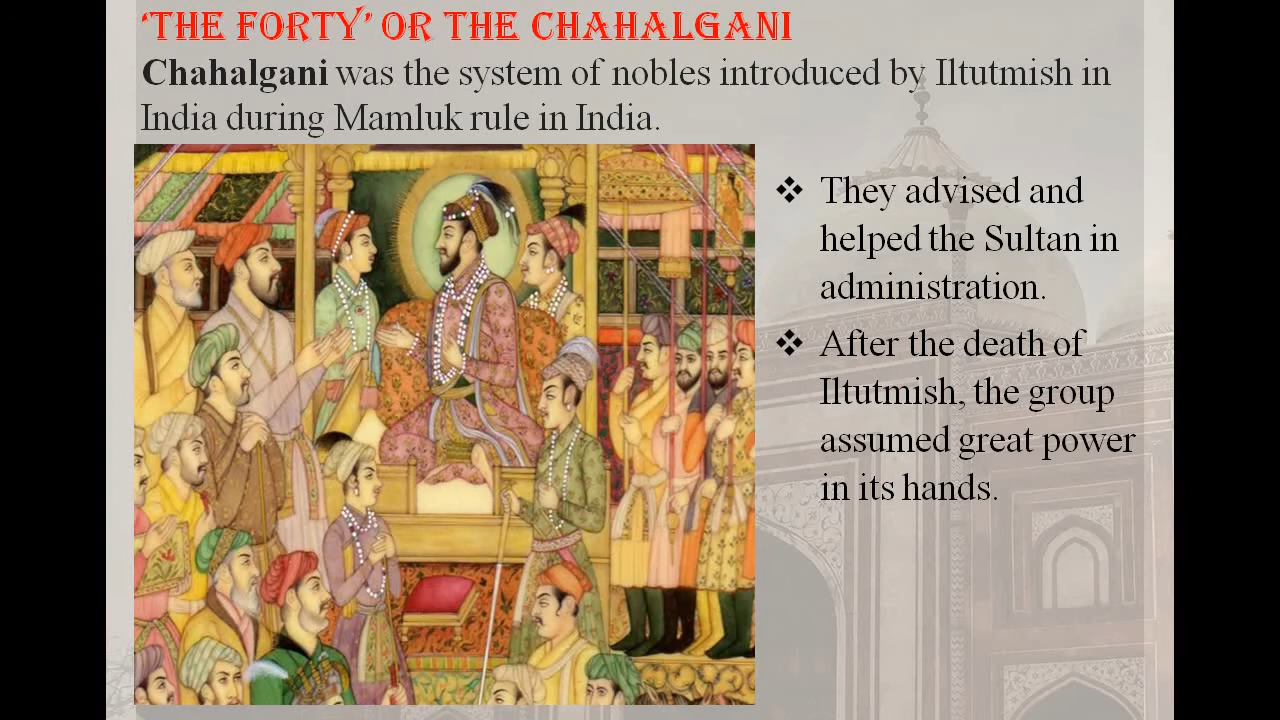 ‘THE FORTY’ OR THE CHAHALGANI
Chahalgani was the system of nobles introduced by Iltutmish in
India during Mamluk rule in India.
❖ They advised and
helped the Sultan in
administration.
❖ After the death of
Iltutmish, the group
assumed great power
in its hands.